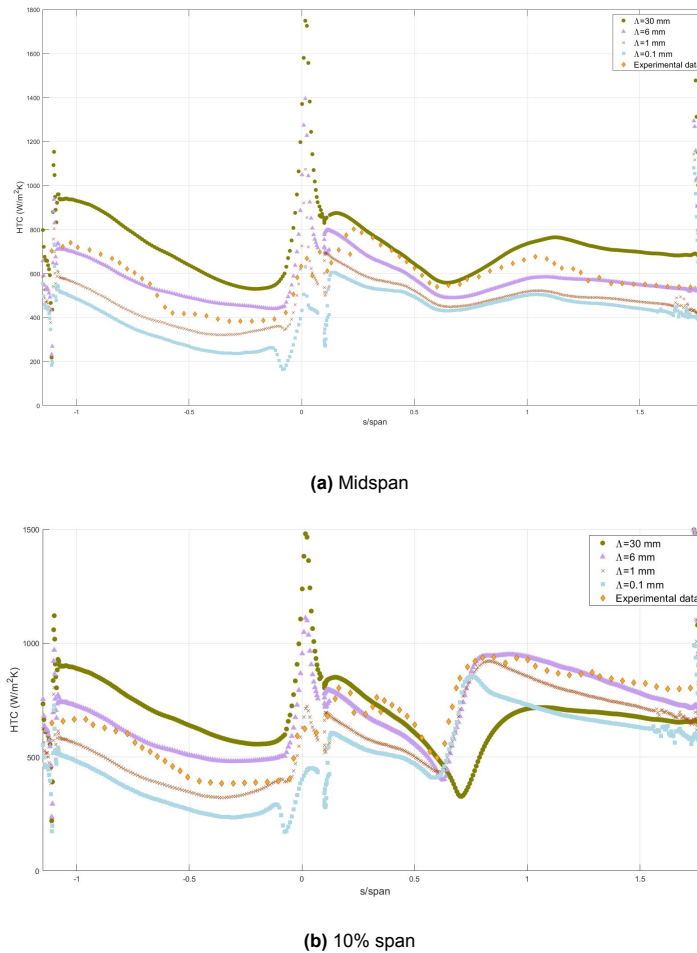 1800
1600
1400
1200
1000
800
600
400
200
0
HTC (W/m²K)
-1
-0.5
0
0.5
1
1.5
s/span
Λ=30 mm
Λ=6 mm
Λ=1 mm
Λ=0.1 mm
Experimental data
(a) Midspan
1500
1000
500
0
HTC (W/m²K)
-1
-0.5
0
0.5
1
1.5
s/span
Λ=30 mm
Λ=6 mm
Λ=1 mm
Λ=0.1 mm
Experimental data
(b) 10% span